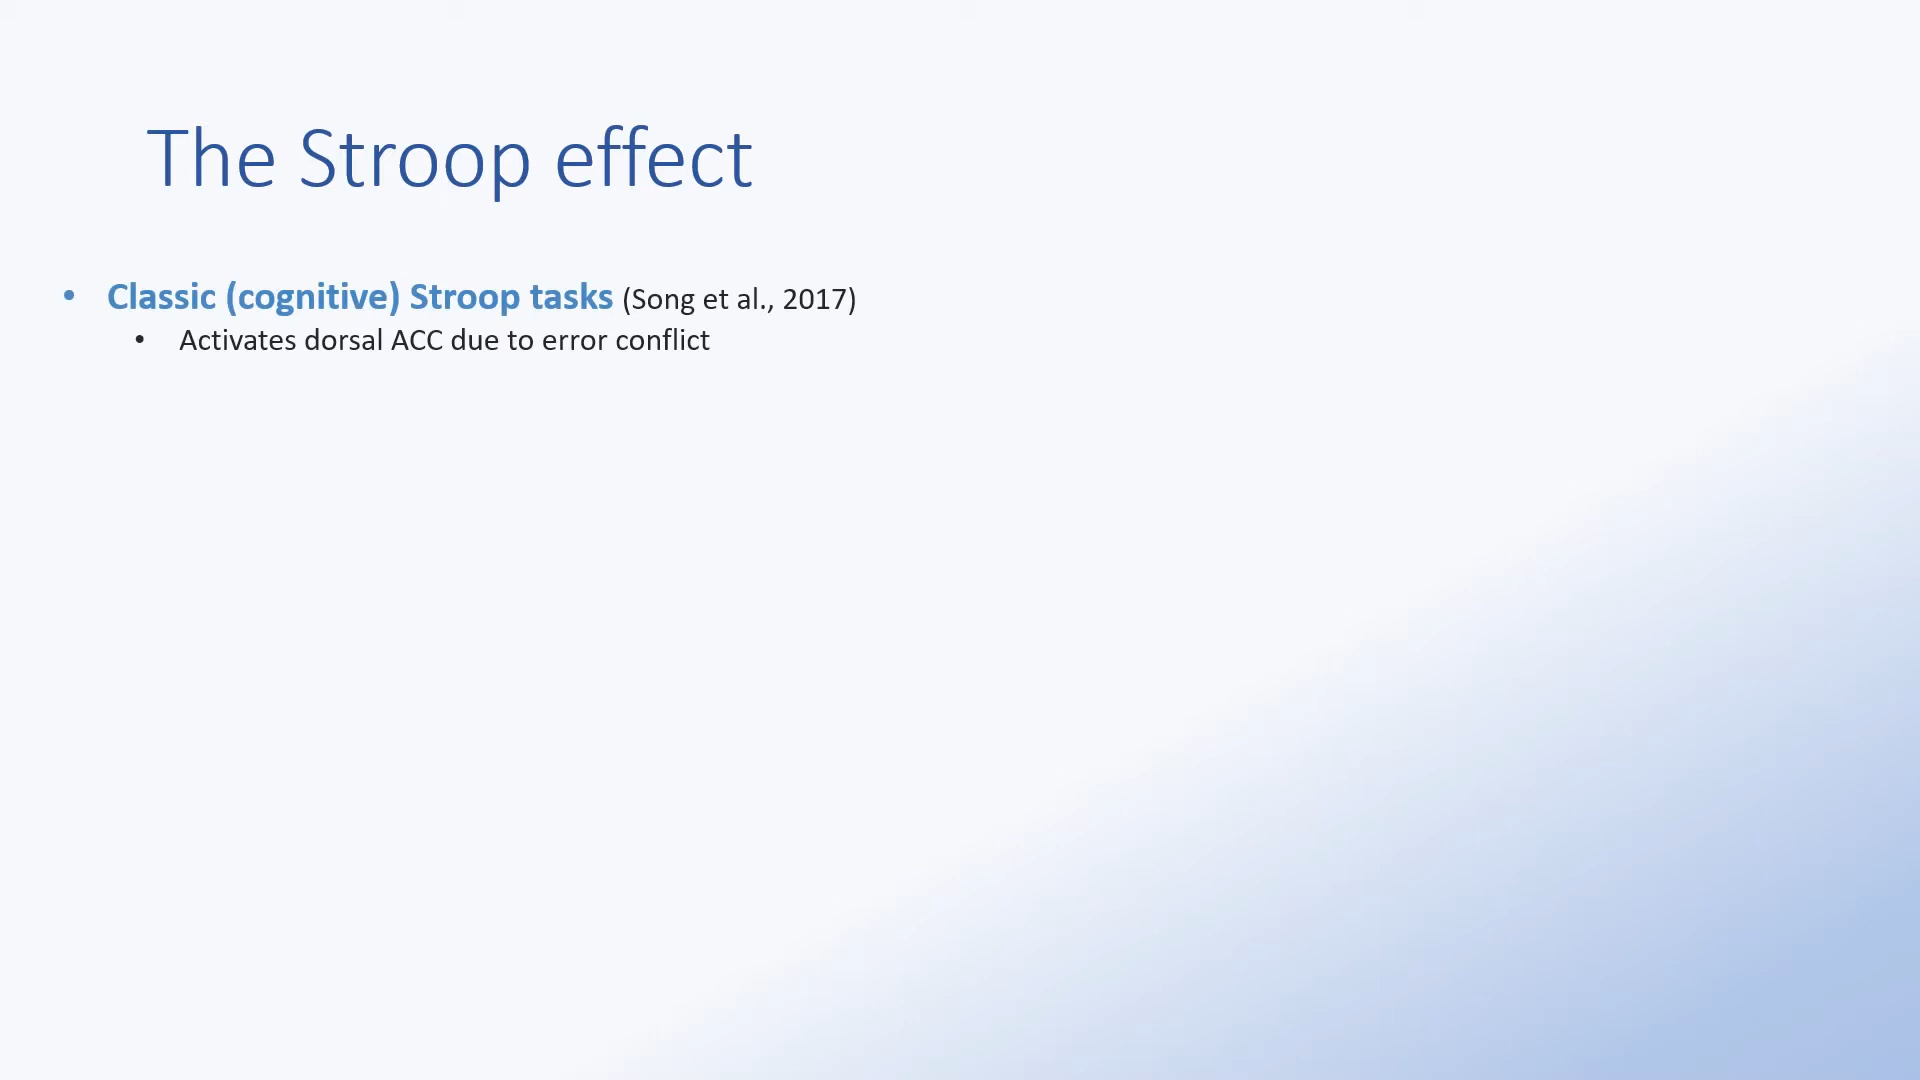 The Stroop effect
• Classic (cognitive) Stroop tasks (Song et al., 2017)
• Activates dorsal ACC due to error conflict